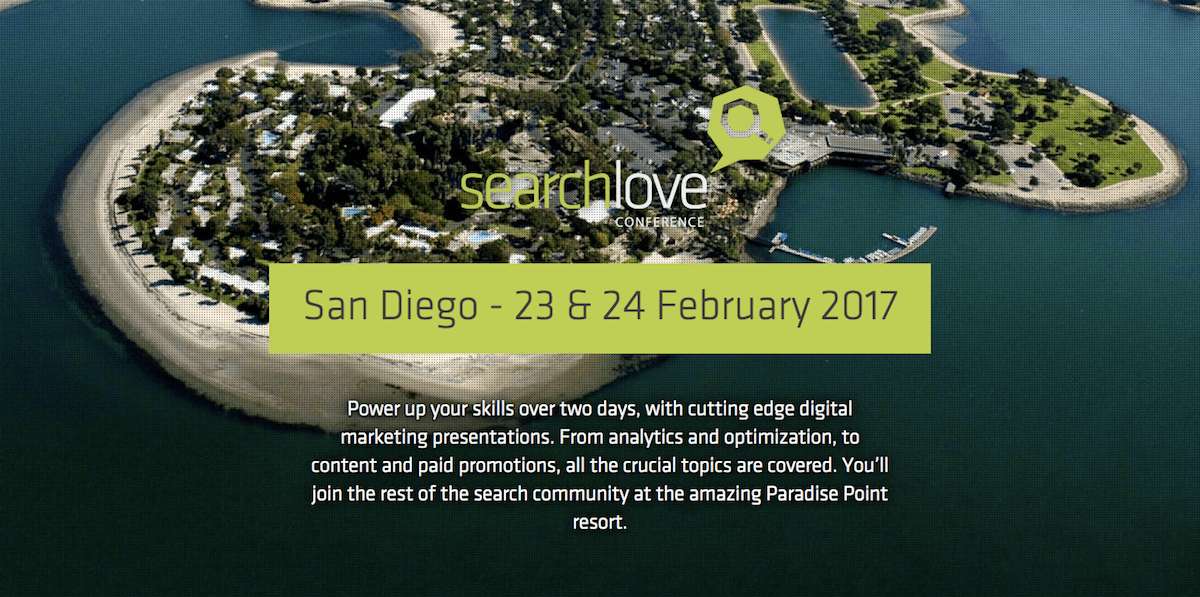 searchlove
CONFERENCE
San Diego - 23 & 24 February 2017
Power up your skills over two days, with cutting edge digital
marketing presentations. From analytics and optimization, to
content and paid promotions, all the crucial topics are covered. You’ll
join the rest of the search community at the amazing Paradise Point
resort.